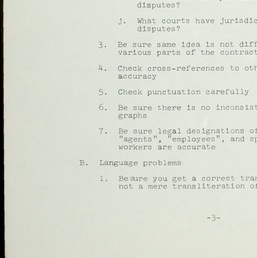 disputes?
j. What courts have jurisdic
disputes?
3. Be sure same idea is not diff
various parts of the contract
4. Check cross-references to oth
accuracy
5. Check punctuation carefully
6. Be sure there is no inconsist
graphs
7. Be sure legal designations of
"agents", "employees", and sp
workers are accurate
B. Language problems
1. Be sure you get a correct tran
not a mere transliteration of
-3-